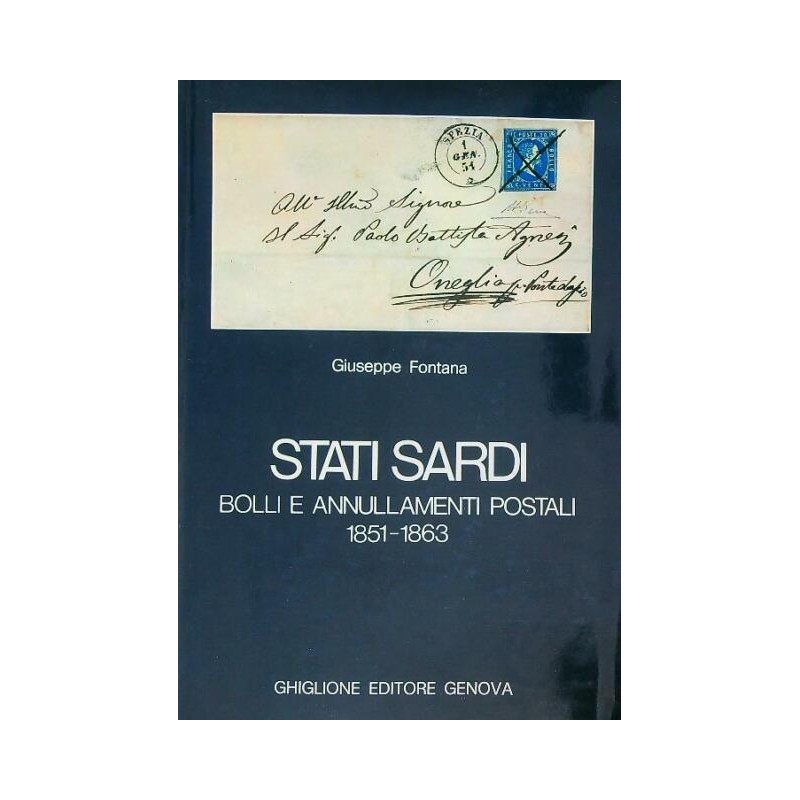 SPEZIA
1
GEN.
51
All' Illmo Signore
Il Sig. Paolo Battista Agnesi
Oneglia p. Pontedassio
Giuseppe Fontana
STATI SARDI
BOLLI E ANNULLAMENTI POSTALI
1851-1863
GHIGLIONE EDITORE GENOVA